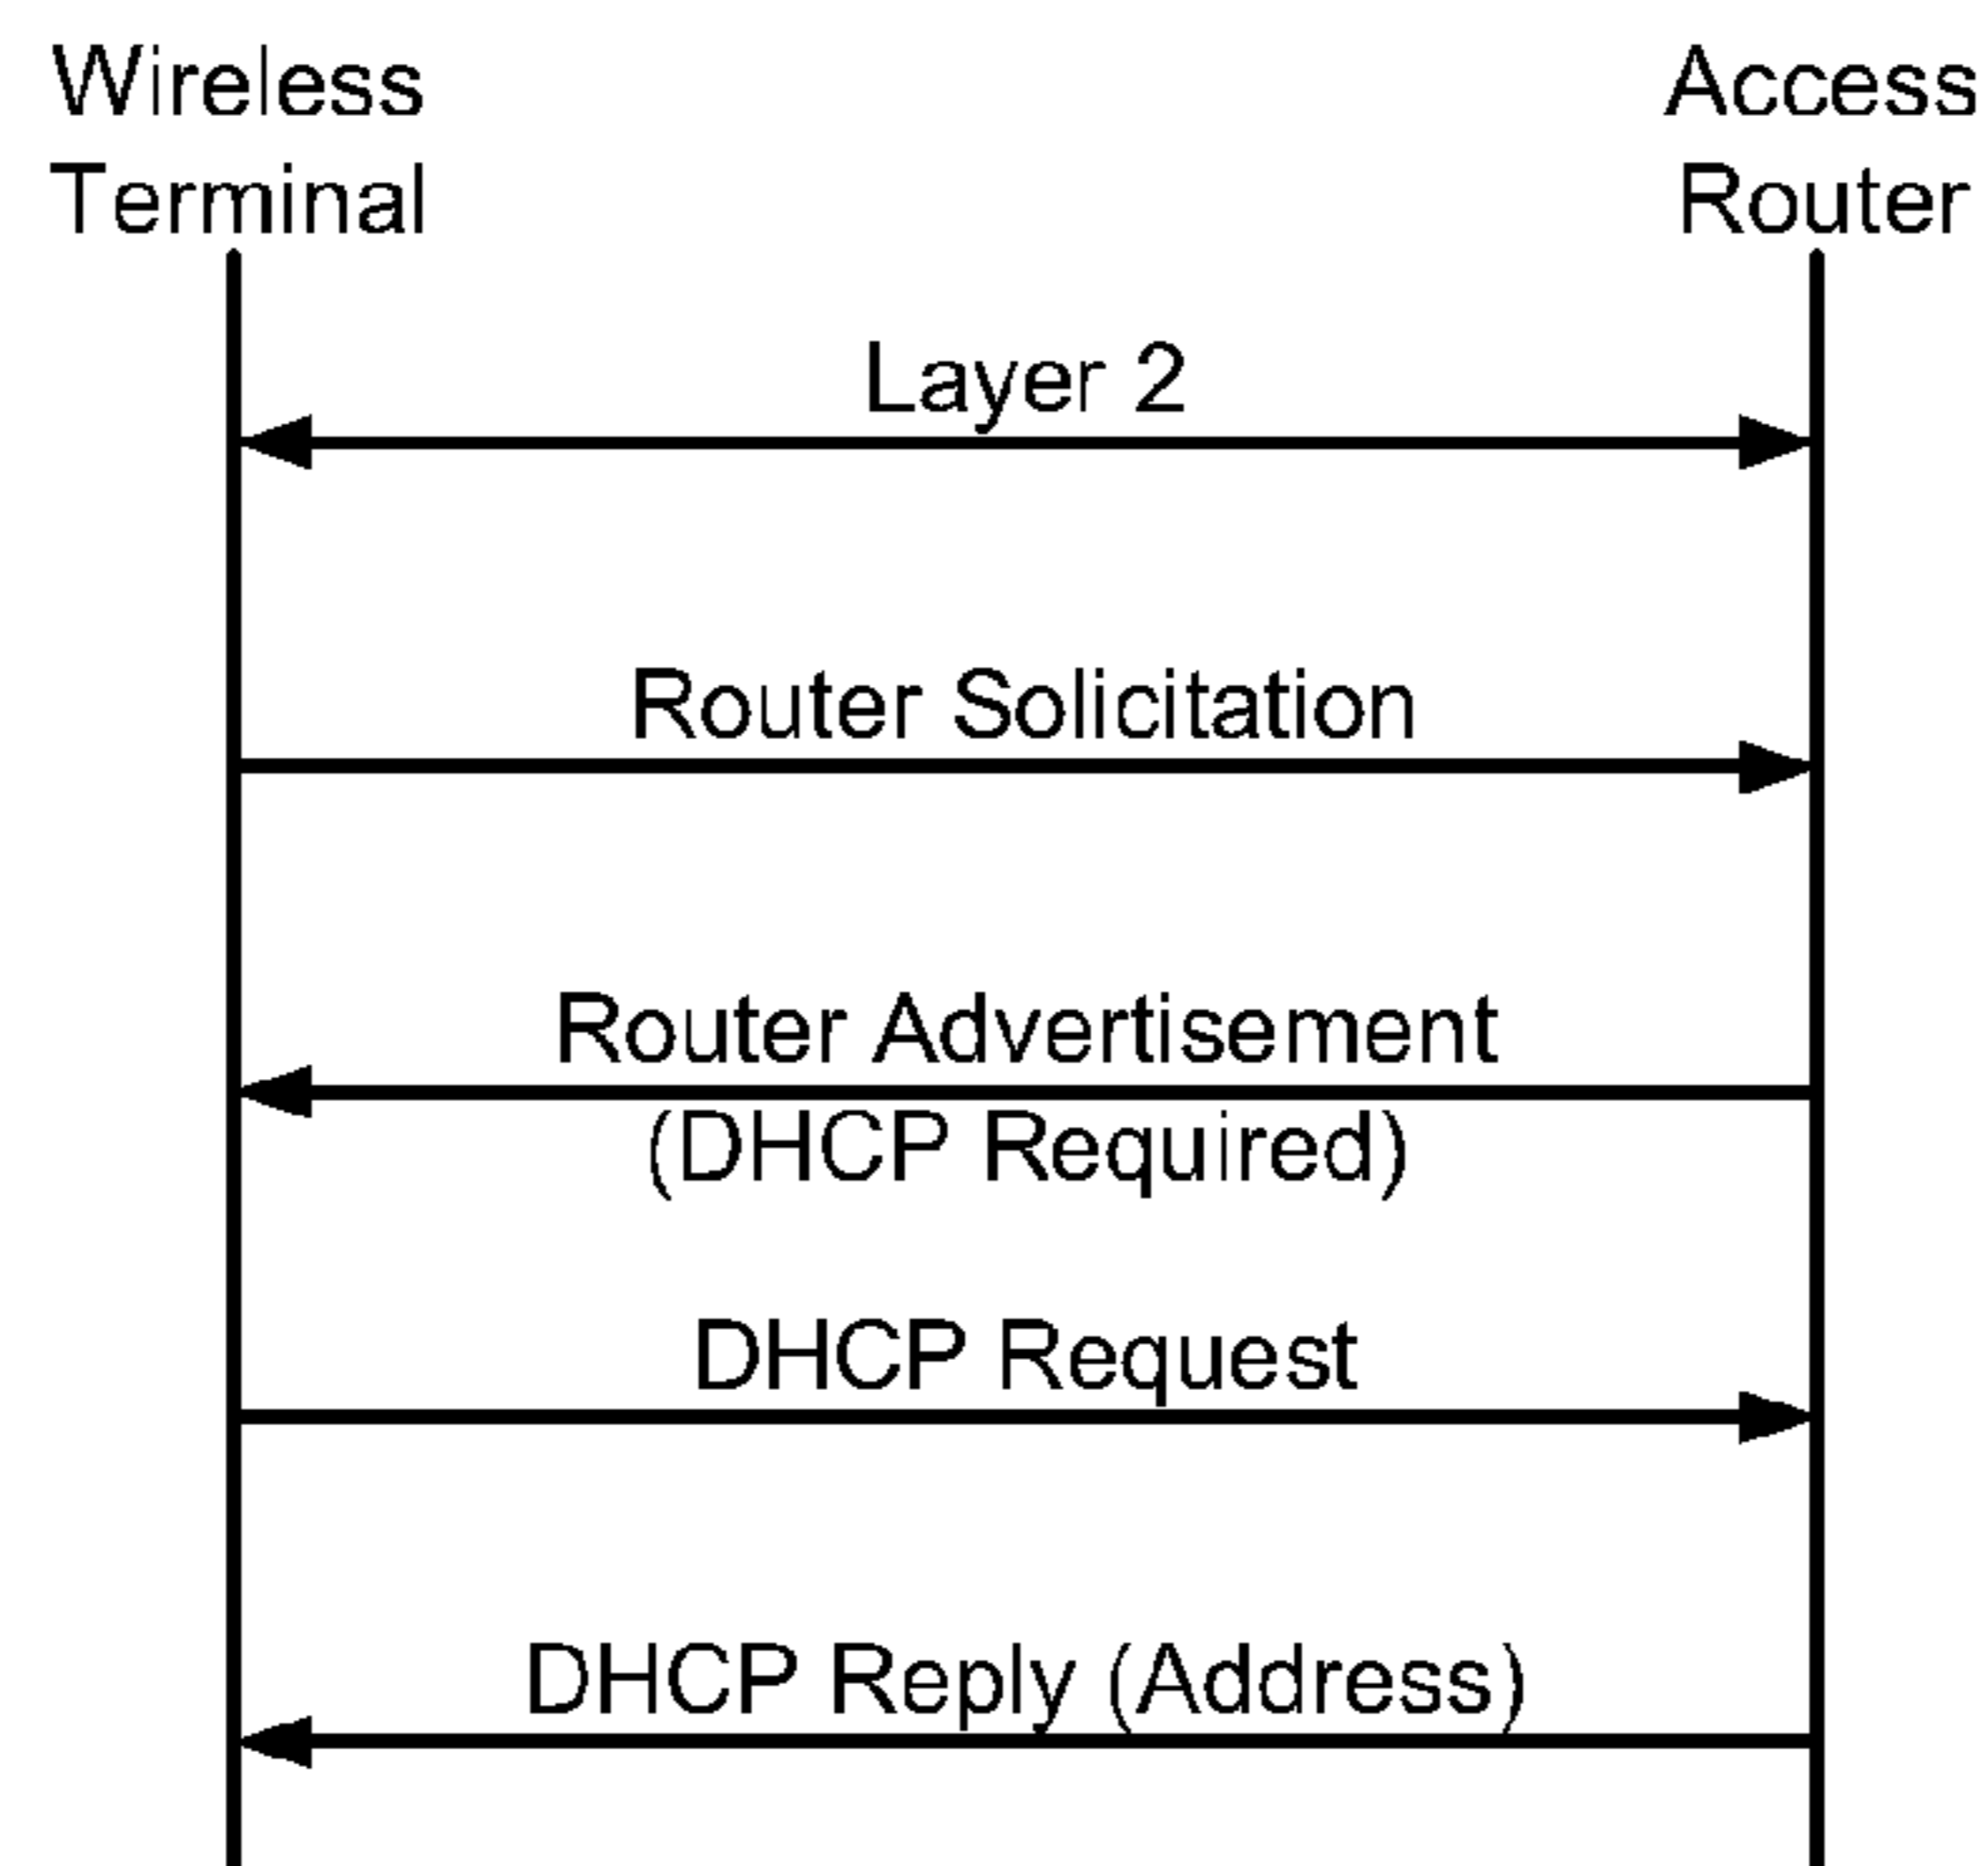 Wireless
Terminal
Access
Router
Layer 2
Router Solicitation
Router Advertisement
(DHCP Required)
DHCP Request
DHCP Reply (Address)